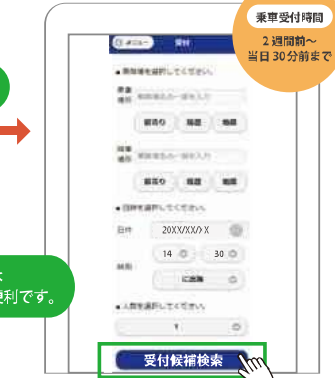 乗車受付時間
2週間前〜
当日30分前まで
メニュー 受付
● 乗降場を選択してください。
乗車
場所
最寄り 履歴 地図
降車
場所
最寄り 履歴 地図
● 日時を選択してください。
日付 20XX/XX/XX
14 30
時刻
に出発
● 人数を選択してください。
1
便利です。
受付候補検索